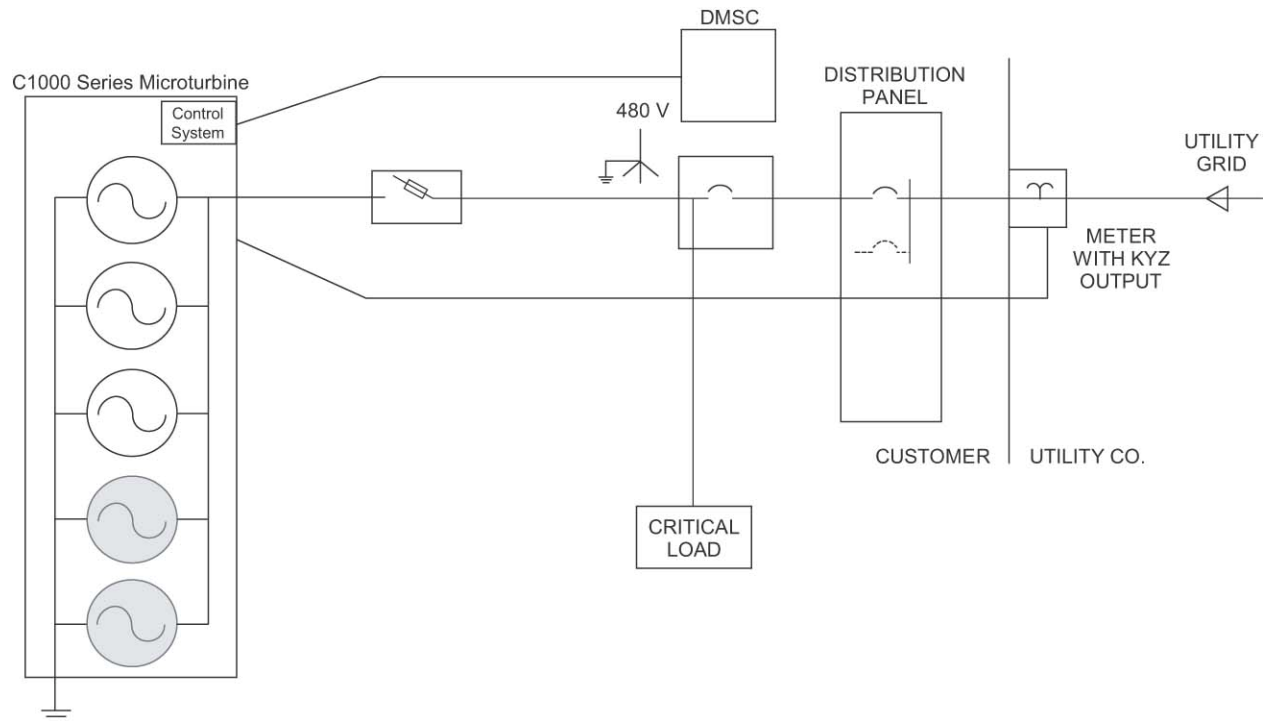 DMSC
C1000 Series Microturbine
Control
System
480 V
DISTRIBUTION
PANEL
UTILITY
GRID
METER
WITH KYZ
OUTPUT
CUSTOMER
UTILITY CO.
CRITICAL
LOAD